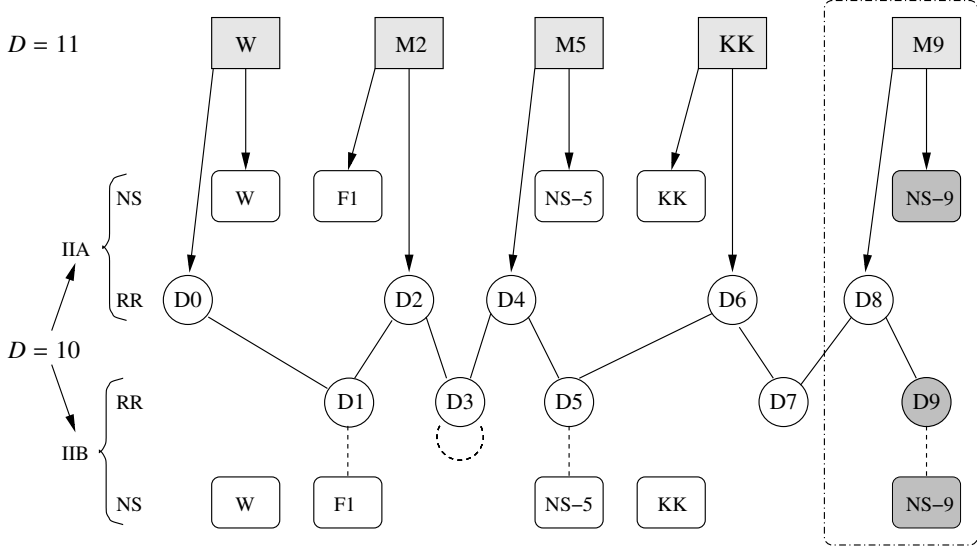 D = 11 W M2 M5 KK M9
NS W F1 NS−5 KK NS−9
IIA
RR D0 D2 D4 D6 D8
D = 10
RR D1 D3 D5 D7 D9
IIB
NS W F1 NS−5 KK NS−9